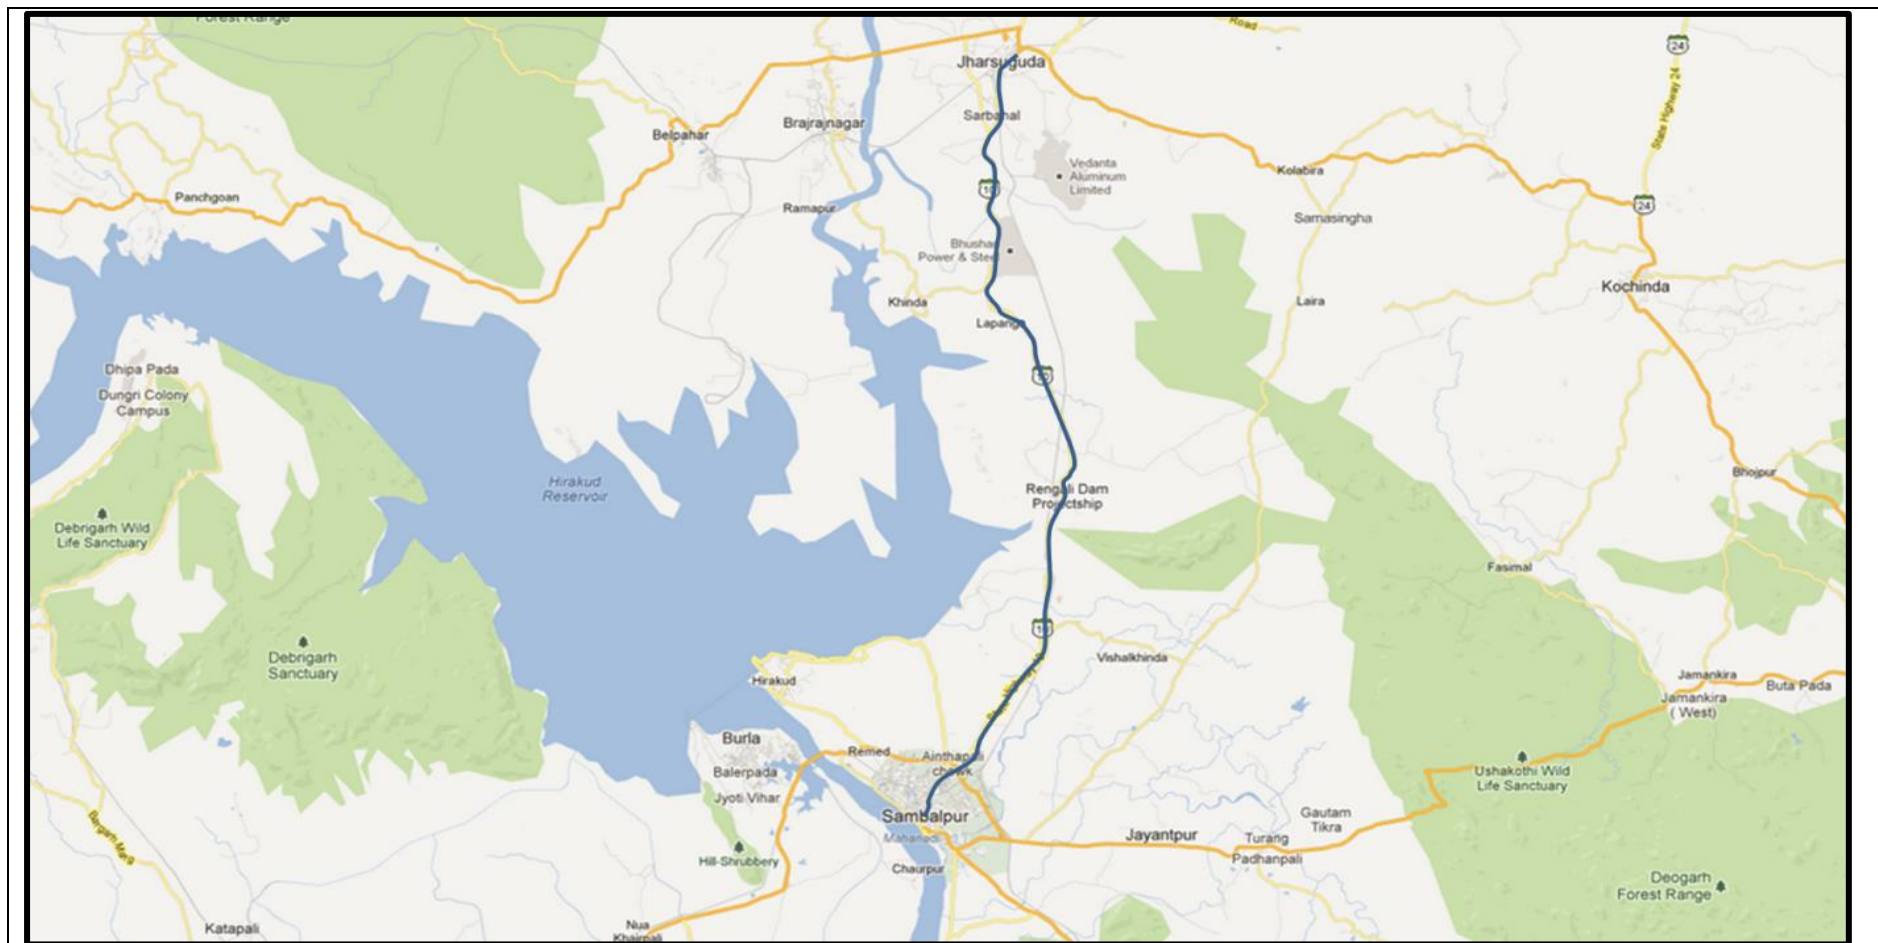 Forest Range
Road
24
Jharsuguda
State Highway 24
Sarbahal
Brajrajnagar
Belpahar
Vedanta
Aluminum
Limited
Kolabira
10
Panchgoan
24
Ramapur
Samasingha
Bhushan
Power & Steel
Kochinda
Khinda
Laira
Lapanga
Dhipa Pada
10
Dungri Colony
Campus
Bhojpur
Hirakud
Reservoir
Rengali Dam
Projectship
Debrigarh Wild
Life Sanctuary
Fasimal
10
Debrigarh
Sanctuary
Vishalkhinda
Hirakud
Jamankira
Buta Pada
Jamankira
( West)
Burla
Remed
Ainthapali
chowk
Balerpada
Ushakothi Wild
Life Sanctuary
Jyoti Vihar
Sambalpur
Gautam
Tikra
Mahanadi
Jayantpur
Turang
Padhanpali
Hill-Shrubbery
Chaurpur
Deogarh
Forest Range
Katapali
Nua
Khairpali